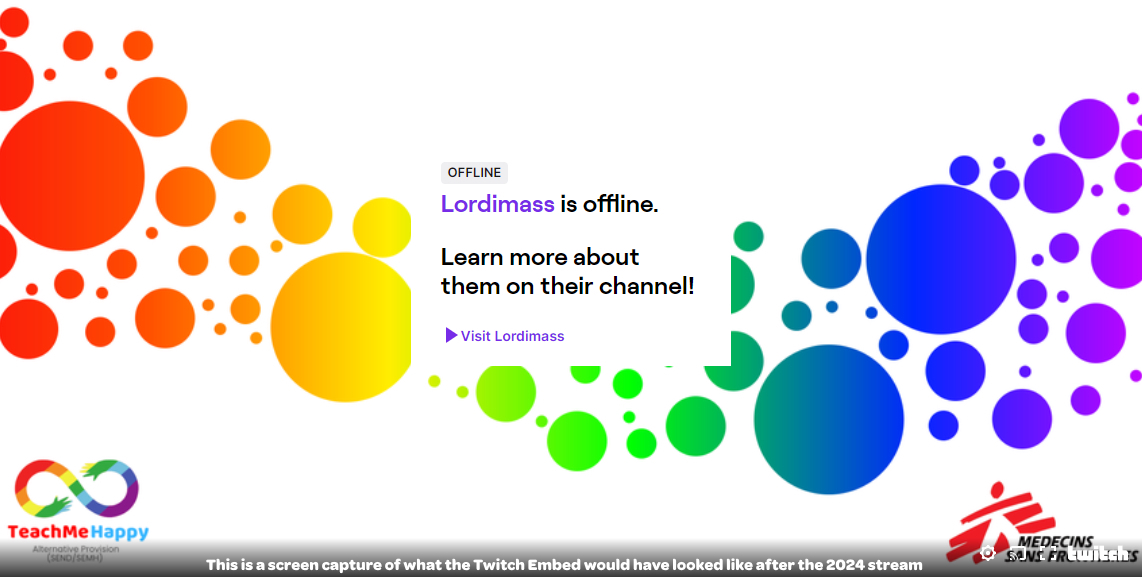 OFFLINE
Lordimass is offline.
Learn more about
them on their channel!
Visit Lordimass
TeachMeHappy
Alternative Provision
(SEND/SEMH)
MEDECINS
SANS FRONTIERES
twitch
This is a screen capture of what the Twitch Embed would have looked like after the 2024 stream